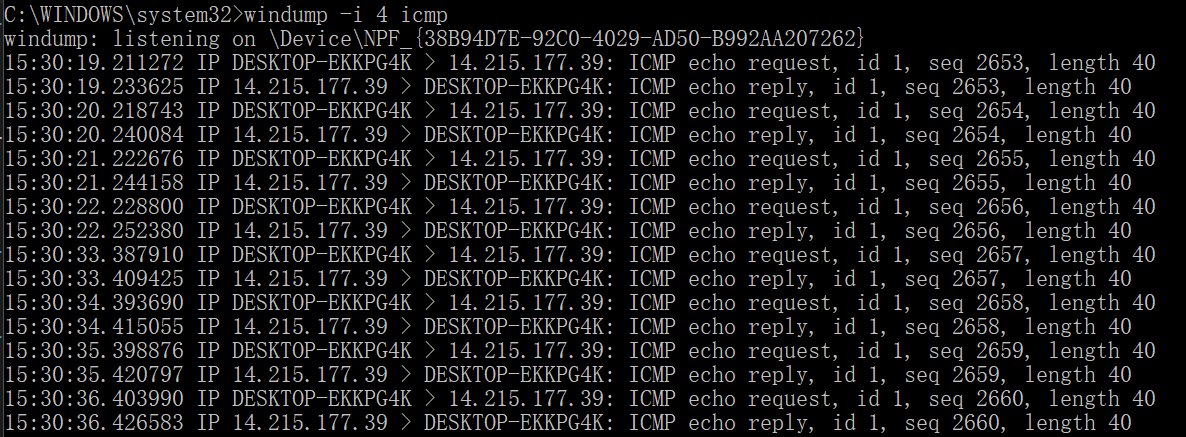 C:\WINDOWS\system32>windump -i 4 icmp
windump: listening on \Device\NPF_{38B94D7E-92C0-4029-AD50-B992AA207262}
15:30:19.211272 IP DESKTOP-EKKPG4K > 14.215.177.39: ICMP echo request, id 1, seq 2653, length 40
15:30:19.233625 IP 14.215.177.39 > DESKTOP-EKKPG4K: ICMP echo reply, id 1, seq 2653, length 40
15:30:20.218743 IP DESKTOP-EKKPG4K > 14.215.177.39: ICMP echo request, id 1, seq 2654, length 40
15:30:20.240084 IP 14.215.177.39 > DESKTOP-EKKPG4K: ICMP echo reply, id 1, seq 2654, length 40
15:30:21.222676 IP DESKTOP-EKKPG4K > 14.215.177.39: ICMP echo request, id 1, seq 2655, length 40
15:30:21.244158 IP 14.215.177.39 > DESKTOP-EKKPG4K: ICMP echo reply, id 1, seq 2655, length 40
15:30:22.228800 IP DESKTOP-EKKPG4K > 14.215.177.39: ICMP echo request, id 1, seq 2656, length 40
15:30:22.252380 IP 14.215.177.39 > DESKTOP-EKKPG4K: ICMP echo reply, id 1, seq 2656, length 40
15:30:33.387910 IP DESKTOP-EKKPG4K > 14.215.177.39: ICMP echo request, id 1, seq 2657, length 40
15:30:33.409425 IP 14.215.177.39 > DESKTOP-EKKPG4K: ICMP echo reply, id 1, seq 2657, length 40
15:30:34.393690 IP DESKTOP-EKKPG4K > 14.215.177.39: ICMP echo request, id 1, seq 2658, length 40
15:30:34.415055 IP 14.215.177.39 > DESKTOP-EKKPG4K: ICMP echo reply, id 1, seq 2658, length 40
15:30:35.398876 IP DESKTOP-EKKPG4K > 14.215.177.39: ICMP echo request, id 1, seq 2659, length 40
15:30:35.420797 IP 14.215.177.39 > DESKTOP-EKKPG4K: ICMP echo reply, id 1, seq 2659, length 40
15:30:36.403990 IP DESKTOP-EKKPG4K > 14.215.177.39: ICMP echo request, id 1, seq 2660, length 40
15:30:36.426583 IP 14.215.177.39 > DESKTOP-EKKPG4K: ICMP echo reply, id 1, seq 2660, length 40